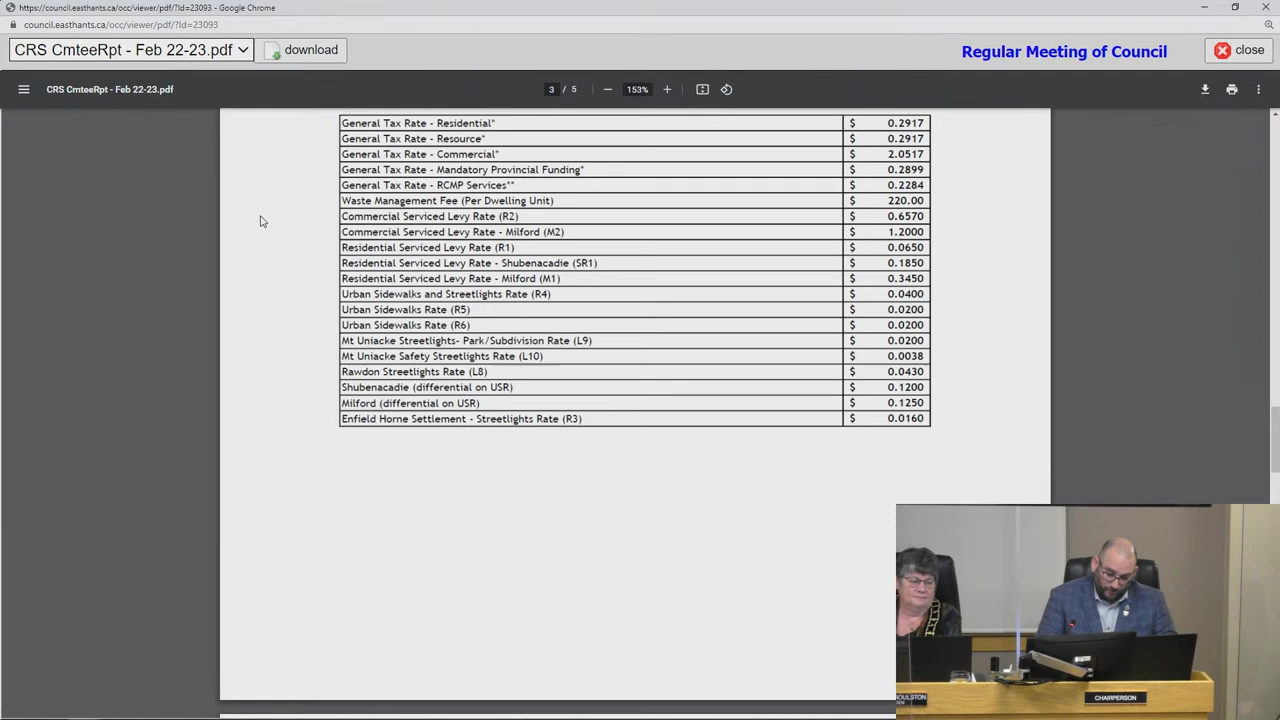 https://council.easthants.ca/occ/viewer/pdf/?Id=23093 - Google Chrome
council.easthants.ca/occ/viewer/pdf/?Id=23093
CRS CmteeRpt - Feb 22-23.pdf download Regular Meeting of Council close
CRS CmteeRpt - Feb 22-23.pdf 3 / 5 153%
General Tax Rate - Residential* $ 0.2917
General Tax Rate - Resource* $ 0.2917
General Tax Rate - Commercial* $ 2.0517
General Tax Rate - Mandatory Provincial Funding* $ 0.2899
General Tax Rate - RCMP Services** $ 0.2284
Waste Management Fee (Per Dwelling Unit) $ 220.00
Commercial Serviced Levy Rate (R2) $ 0.6570
Commercial Serviced Levy Rate - Milford (M2) $ 1.2000
Residential Serviced Levy Rate (R1) $ 0.0650
Residential Serviced Levy Rate - Shubenacadie (SR1) $ 0.1850
Residential Serviced Levy Rate - Milford (M1) $ 0.3450
Urban Sidewalks and Streetlights Rate (R4) $ 0.0400
Urban Sidewalks Rate (R5) $ 0.0200
Urban Sidewalks Rate (R6) $ 0.0200
Mt Uniacke Streetlights- Park/Subdivision Rate (L9) $ 0.0200
Mt Uniacke Safety Streetlights Rate (L10) $ 0.0038
Rawdon Streetlights Rate (L8) $ 0.0430
Shubenacadie (differential on USR) $ 0.1200
Milford (differential on USR) $ 0.1250
Enfield Horne Settlement - Streetlights Rate (R3) $ 0.0160
ROULSTON
DEN
CHAIRPERSON